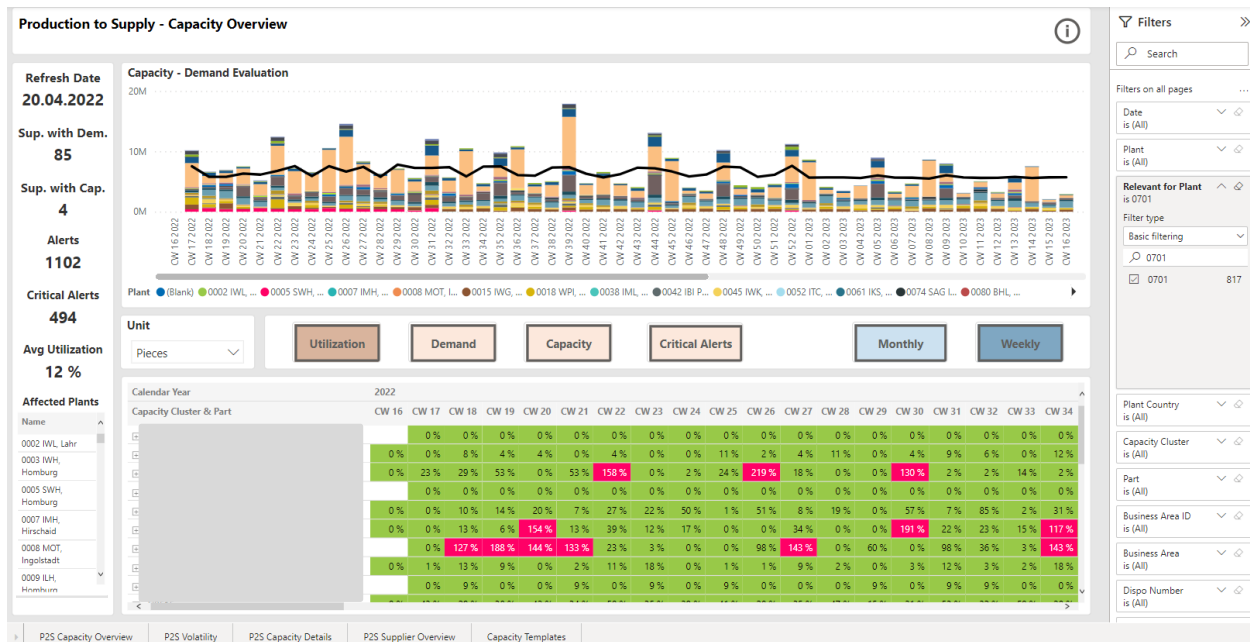 Production to Supply - Capacity Overview
Refresh Date
20.04.2022
Sup. with Dem.
85
Sup. with Cap.
4
Alerts
1102
Critical Alerts
494
Avg Utilization
12 %
Affected Plants
Name
0002 IWL, Lahr
0003 IWH,
Homburg
0005 SWH,
Homburg
0007 IMH,
Hirschaid
0008 MOT,
Ingolstadt
0009 ILH,
Homburg
Capacity - Demand Evaluation
20M
10M
0M
CW 16 2022
CW 17 2022
CW 18 2022
CW 19 2022
CW 20 2022
CW 21 2022
CW 22 2022
CW 23 2022
CW 24 2022
CW 25 2022
CW 26 2022
CW 27 2022
CW 28 2022
CW 29 2022
CW 30 2022
CW 31 2022
CW 32 2022
CW 33 2022
CW 34 2022
CW 35 2022
CW 36 2022
CW 37 2022
CW 38 2022
CW 39 2022
CW 40 2022
CW 41 2022
CW 42 2022
CW 43 2022
CW 44 2022
CW 45 2022
CW 46 2022
CW 47 2022
CW 48 2022
CW 49 2022
CW 50 2022
CW 51 2022
CW 52 2022
CW 01 2023
CW 02 2023
CW 03 2023
CW 04 2023
CW 05 2023
CW 06 2023
CW 07 2023
CW 08 2023
CW 09 2023
CW 10 2023
CW 11 2023
CW 12 2023
CW 13 2023
CW 14 2023
CW 15 2023
CW 16 2023
Plant (Blank) 0002 IWL, ... 0005 SWH, ... 0007 IMH, ... 0008 MOT, I... 0015 IWG, ... 0018 WPI, ... 0038 IML, ... 0042 IBI P... 0045 IWK, ... 0052 ITC, ... 0061 IKS, ... 0074 SAG I... 0080 BHL, ...
Unit
Pieces
Utilization
Demand
Capacity
Critical Alerts
Monthly
Weekly
Calendar Year 2022
Capacity Cluster & Part CW 16 CW 17 CW 18 CW 19 CW 20 CW 21 CW 22 CW 23 CW 24 CW 25 CW 26 CW 27 CW 28 CW 29 CW 30 CW 31 CW 32 CW 33 CW 34
0 % 0 % 0 % 0 % 0 % 0 % 0 % 0 % 0 % 0 % 0 % 0 % 0 % 0 % 0 % 0 % 0 % 0 %
0 % 0 % 8 % 4 % 4 % 0 % 4 % 0 % 0 % 11 % 2 % 4 % 11 % 0 % 4 % 9 % 6 % 0 % 12 %
0 % 23 % 29 % 53 % 0 % 53 % 158 % 0 % 2 % 24 % 219 % 18 % 0 % 0 % 130 % 2 % 2 % 14 % 2 %
0 % 0 % 0 % 0 % 0 % 0 % 0 % 0 % 0 % 0 % 0 % 0 % 0 % 0 % 0 % 0 % 0 % 0 %
0 % 0 % 10 % 14 % 20 % 7 % 27 % 22 % 50 % 1 % 51 % 8 % 19 % 0 % 57 % 7 % 85 % 2 % 31 %
0 % 0 % 13 % 6 % 154 % 13 % 39 % 12 % 17 % 0 % 0 % 34 % 0 % 0 % 191 % 22 % 23 % 15 % 117 %
0 % 127 % 188 % 144 % 133 % 23 % 3 % 0 % 0 % 98 % 143 % 0 % 60 % 0 % 98 % 36 % 3 % 143 %
0 % 1 % 13 % 9 % 0 % 2 % 11 % 18 % 0 % 1 % 1 % 9 % 2 % 0 % 3 % 12 % 3 % 2 % 18 %
0 % 9 % 0 % 0 % 9 % 0 % 9 % 0 % 9 % 0 % 0 % 0 % 9 % 9 % 0 % 9 % 9 % 0 % 0 %
Filters
Search
Filters on all pages
Date
is (All)
Plant
is (All)
Relevant for Plant
is 0701
Filter type
Basic filtering
0701
0701 817
Plant Country
is (All)
Capacity Cluster
is (All)
Part
is (All)
Business Area ID
is (All)
Business Area
is (All)
Dispo Number
is (All)
P2S Capacity Overview
P2S Volatility
P2S Capacity Details
P2S Supplier Overview
Capacity Templates